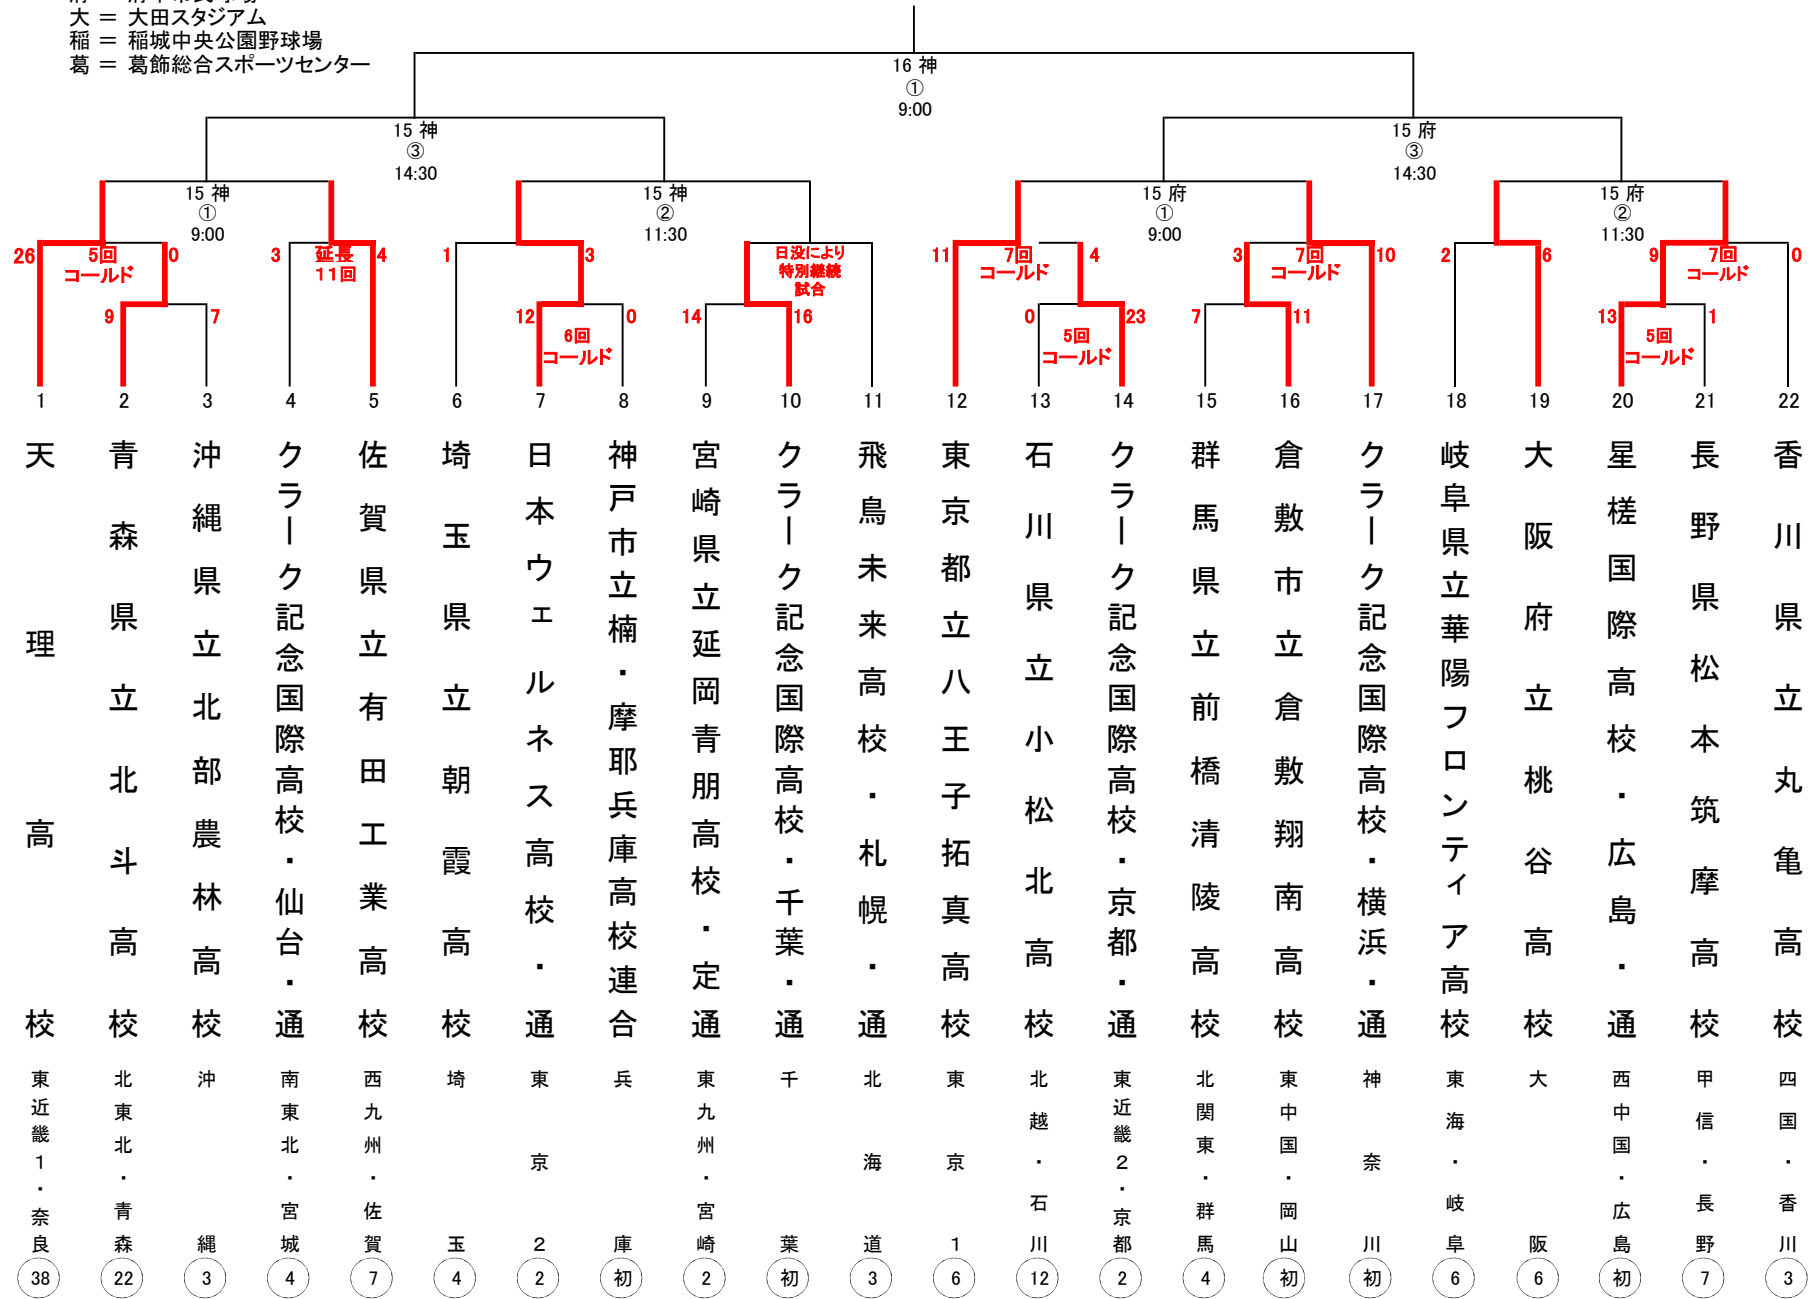 大 = 大田スタジアム
稲 = 稲城中央公園野球場
葛 = 葛飾総合スポーツセンター
16 神
①
9:00
15 神
③
14:30
15 府
③
14:30
15 神
①
9:00
15 神
②
11:30
15 府
①
9:00
15 府
②
11:30
26
5回
コールド
0
3
延長
11回
4
1
3
日没により
特別継続
試合
11
7回
コールド
4
3
7回
コールド
10
2
6
9
7回
コールド
0
9
7
12
6回
コールド
0
14
16
0
5回
コールド
23
7
11
13
5回
コールド
1
1
2
3
4
5
6
7
8
9
10
11
12
13
14
15
16
17
18
19
20
21
22
天理高校
青森県立北斗高校
沖縄県立北部農林高校
クラーク記念国際高校・仙台・通
佐賀県立有田工業高校
埼玉県立朝霞高校
日本ウェルネス高校・通
神戸市立楠・摩耶兵庫高校連合
宮崎県立延岡青朋高校・定通
クラーク記念国際高校・千葉・通
飛鳥未来高校・札幌・通
東京都立八王子拓真高校
石川県立小松北高校
クラーク記念国際高校・京都・通
群馬県立前橋清陵高校
倉敷市立倉敷翔南高校
クラーク記念国際高校・横浜・通
岐阜県立華陽フロンティア高校
大阪府立桃谷高校
星槎国際高校・広島・通
長野県松本筑摩高校
香川県立丸亀高校
東近畿1・奈良
北東北・青森
沖縄
南東北・宮城
西九州・佐賀
埼玉
東京2
兵庫
東九州・宮崎
千葉
北海道
東京1
北越・石川
東近畿2・京都
北関東・群馬
東中国・岡山
神奈川
東海・岐阜
大阪
西中国・広島
甲信・長野
四国・香川
38
22
3
4
7
4
2
初
2
初
3
6
12
2
4
初
初
6
6
初
7
3